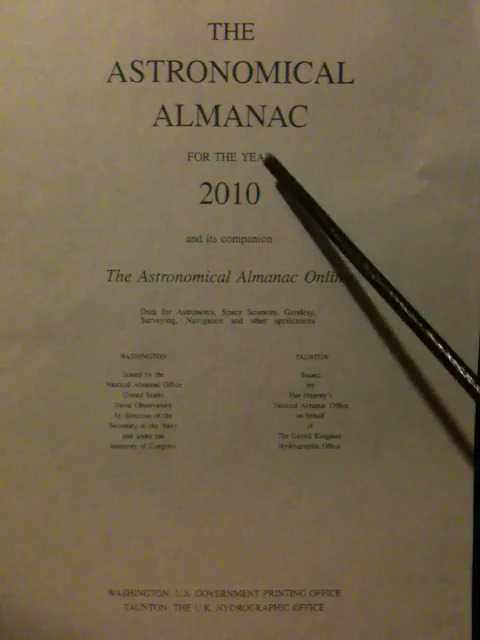 THE
ASTRONOMICAL
ALMANAC
FOR THE YEA
2010
and its companion
The Astronomical Almanac Onlin
Data for Astronomy, Space Sciences, Geodesy,
Surveying, Navigation and other applications
WASHINGTON
Issued by the
Nautical Almanac Office
United States
Naval Observatory
by direction of the
Secretary of the Navy
and under the
authority of Congress
TAUNTON
Issued
by
Her Majesty's
Nautical Almanac Office
on behalf
of
The United Kingdom
Hydrographic Office
WASHINGTON: U.S. GOVERNMENT PRINTING OFFICE
TAUNTON: THE U.K. HYDROGRAPHIC OFFICE